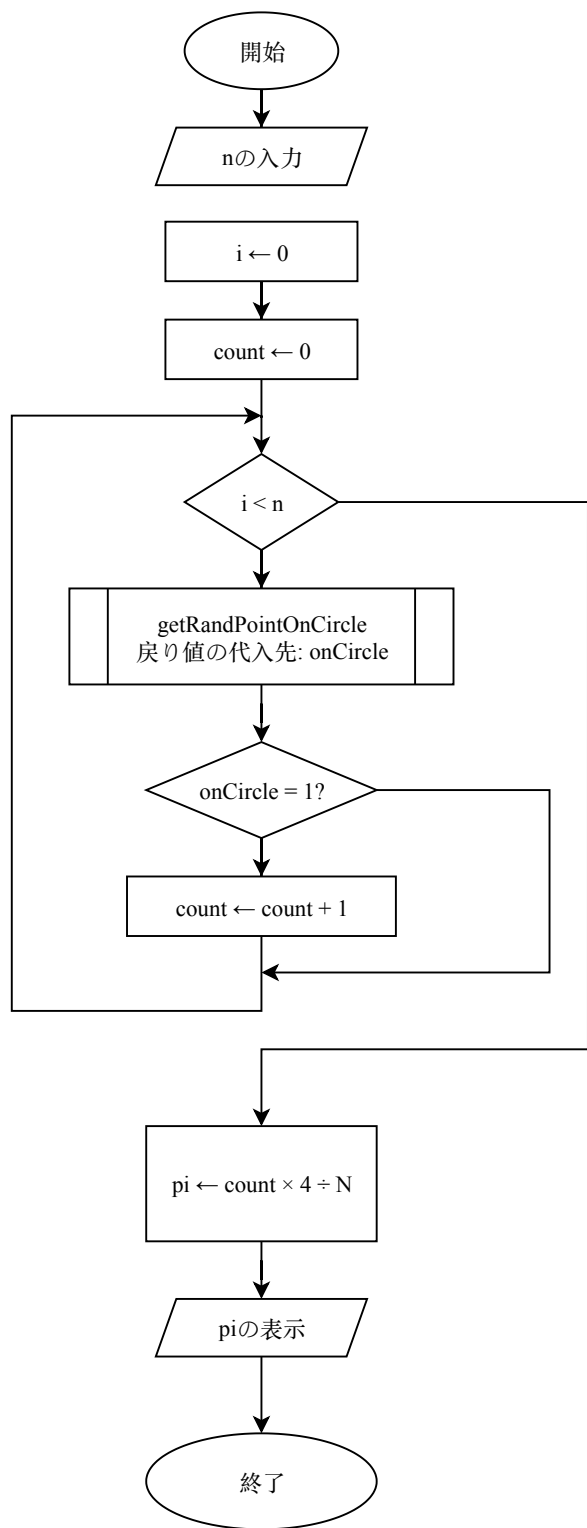 開始
nの入力
i ← 0
count ← 0
i < n
getRandPointOnCircle
戻り値の代入先: onCircle
onCircle = 1?
count ← count + 1
pi ← count × 4 ÷ N
piの表示
終了